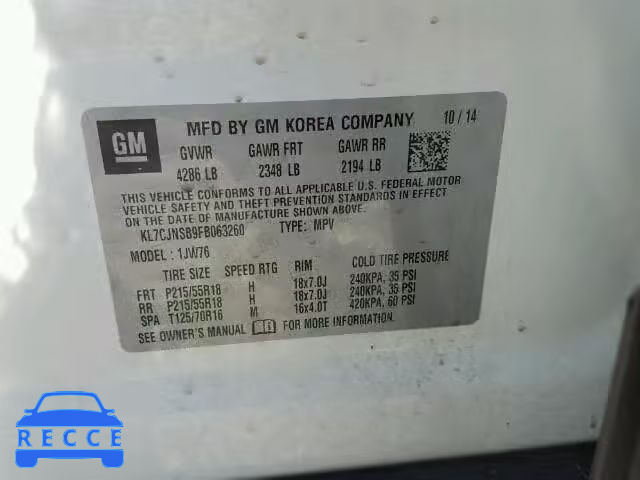 GM MFD BY GM KOREA COMPANY 10/14
GVWR GAWR FRT GAWR RR
4286 LB 2348 LB 2194 LB
THIS VEHICLE CONFORMS TO ALL APPLICABLE U.S. FEDERAL MOTOR
VEHICLE SAFETY AND THEFT PREVENTION STANDARDS IN EFFECT
ON THE DATE OF MANUFACTURE SHOWN ABOVE.
KL7CJNSB9FB063260 TYPE: MPV
MODEL: 1JW76
TIRE SIZE SPEED RTG RIM COLD TIRE PRESSURE
FRT P215/55R18 H 18x7.0J 240KPA, 35 PSI
RR P215/55R18 H 18x7.0J 240KPA, 35 PSI
SPA T125/70R16 M 16x4.0T 420KPA, 60 PSI
SEE OWNER'S MANUAL FOR MORE INFORMATION.
RECCE